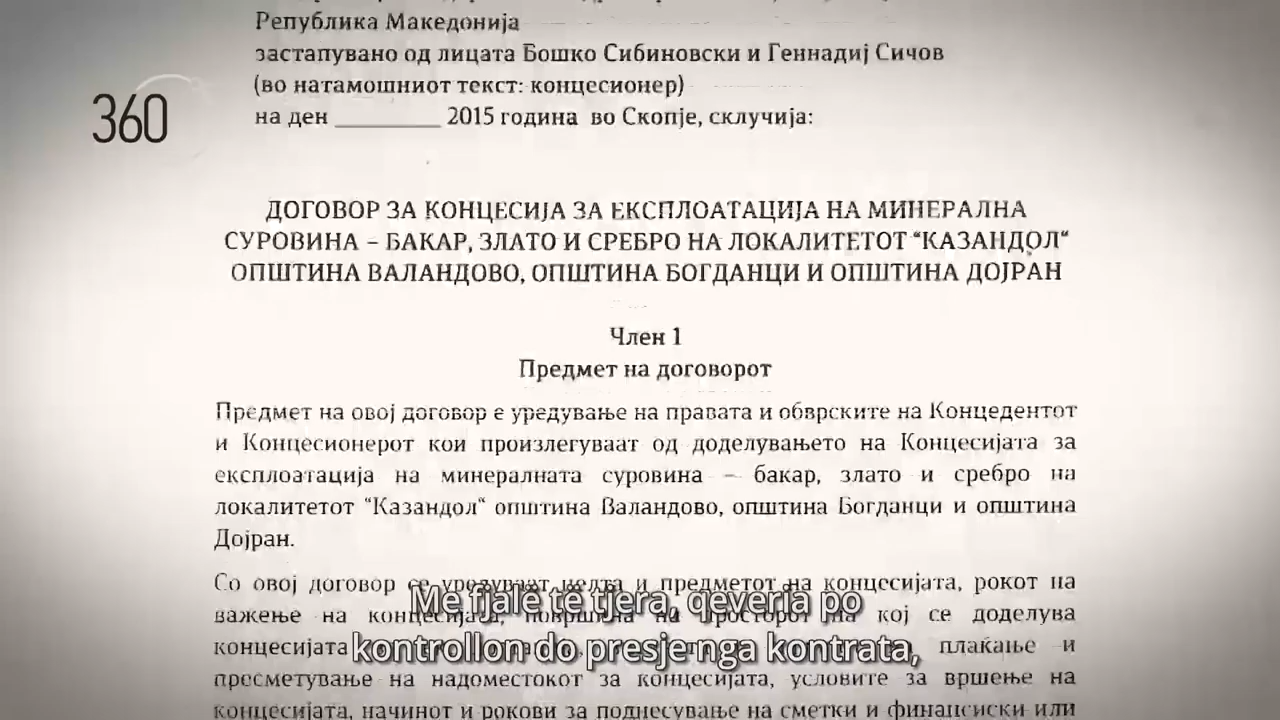 Република Македонија
застапувано од лицата Бошко Сибиновски и Геннадиј Сичов
(во натамошниот текст: концесионер)
на ден _________ 2015 година во Скопје, склучија:
360
ДОГОВОР ЗА КОНЦЕСИЈА ЗА ЕКСПЛОАТАЦИЈА НА МИНЕРАЛНА
СУРОВИНА – БАКАР, ЗЛАТО И СРЕБРО НА ЛОКАЛИТЕТОТ “КАЗАНДОЛ“
ОПШТИНА ВАЛАНДОВО, ОПШТИНА БОГДАНЦИ И ОПШТИНА ДОЈРАН
Член 1
Предмет на договорот
Предмет на овој договор е уредување на правата и обврските на Концедентот
и Концесионерот кои произлегуваат од доделувањето на Концесијата за
експлоатација на минералната суровина – бакар, злато и сребро на
локалитетот “Казандол“ општина Валандово, општина Богданци и општина
Дојран.
Со овој договор се уредуваат целта и предметот на концесијата, рокот на
важење на концесијата, површина на просторот на кој се доделува
концесијата плаќање и
пресметување на надоместокот за концесијата, условите за вршење на
концесијата, начинот и рокови за поднесување на сметки и финансиски или
Me fjalë të tjera, qeveria po
kontrollon do presje nga kontrata,